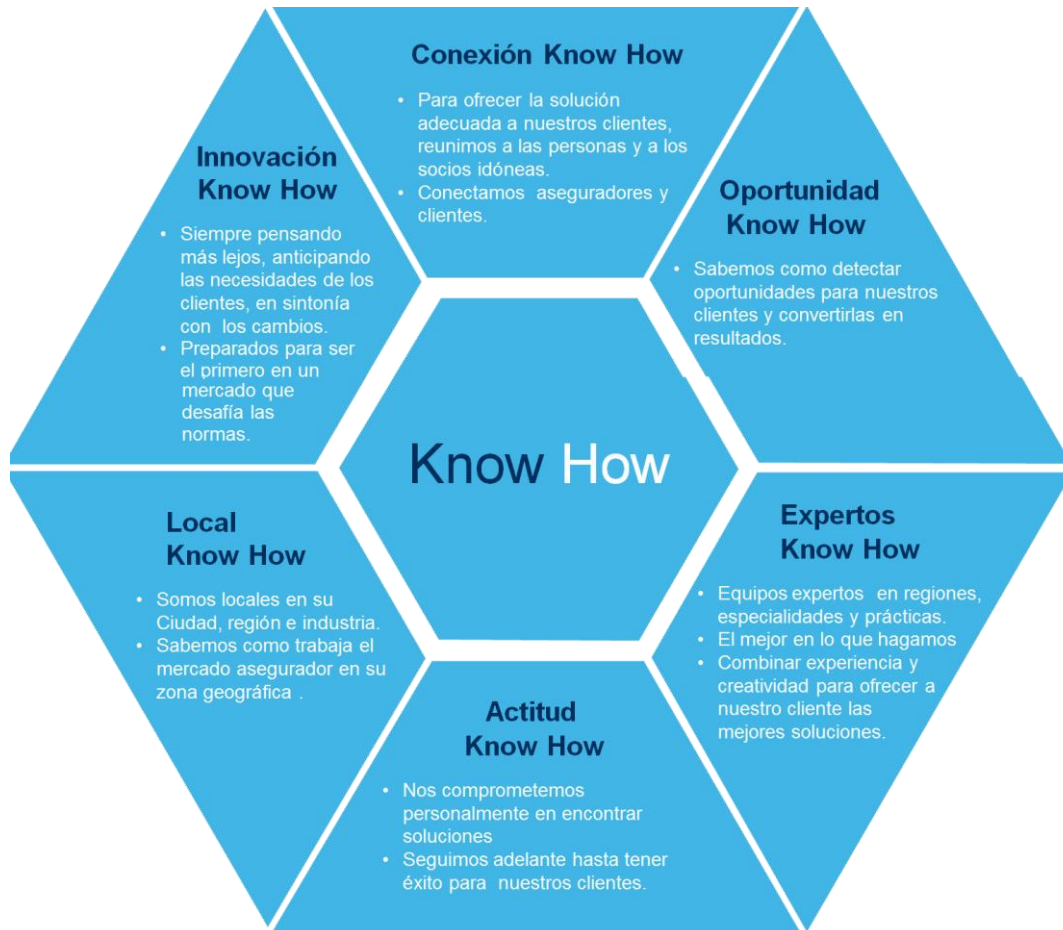 Conexión Know How
• Para ofrecer la solución
adecuada a nuestros clientes,
reunimos a las personas y a los
socios idóneas.
• Conectamos aseguradores y
clientes.
Innovación
Know How
• Siempre pensando
más lejos, anticipando
las necesidades de los
clientes, en sintonía
con los cambios.
• Preparados para ser
el primero en un
mercado que
desafía las
normas.
Oportunidad
Know How
• Sabemos como detectar
oportunidades para nuestros
clientes y convertirlas en
resultados.
Know How
Local
Know How
• Somos locales en su
Ciudad, región e industria.
• Sabemos como trabaja el
mercado asegurador en su
zona geográfica .
Expertos
Know How
• Equipos expertos en regiones,
especialidades y prácticas.
• El mejor en lo que hagamos
• Combinar experiencia y
creatividad para ofrecer a
nuestro cliente las
mejores soluciones.
Actitud
Know How
• Nos comprometemos
personalmente en encontrar
soluciones
• Seguimos adelante hasta tener
éxito para nuestros clientes.